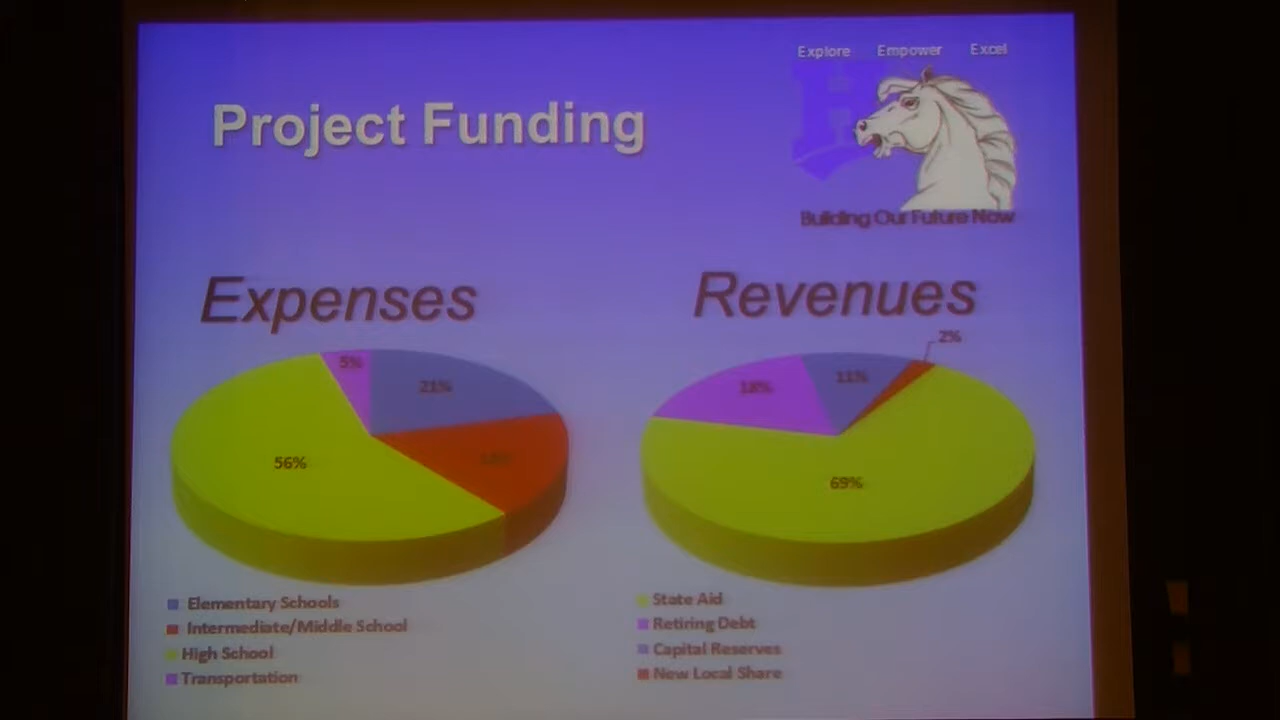 Explore Empower Excel
Project Funding
H
Building Our Future Now
Expenses
Revenues
5%
21%
56%
2%
11%
18%
69%
Elementary Schools
Intermediate/Middle School
High School
Transportation
State Aid
Retiring Debt
Capital Reserves
New Local Share